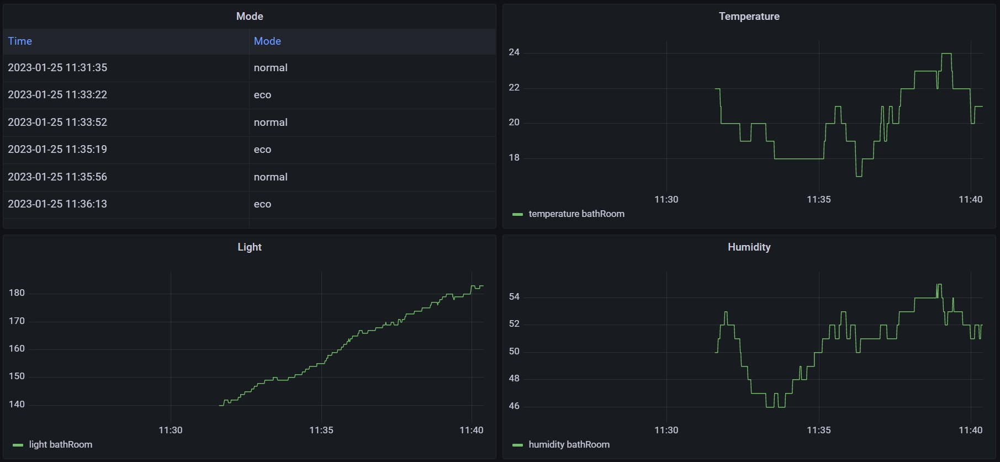 Mode
Time Mode
2023-01-25 11:31:35 normal
2023-01-25 11:33:22 eco
2023-01-25 11:33:52 normal
2023-01-25 11:35:19 eco
2023-01-25 11:35:56 normal
2023-01-25 11:36:13 eco
Temperature
24
22
20
18
11:30 11:35 11:40
temperature bathRoom
Light
180
170
160
150
140
11:30 11:35 11:40
light bathRoom
Humidity
54
52
50
48
46
11:30 11:35 11:40
humidity bathRoom